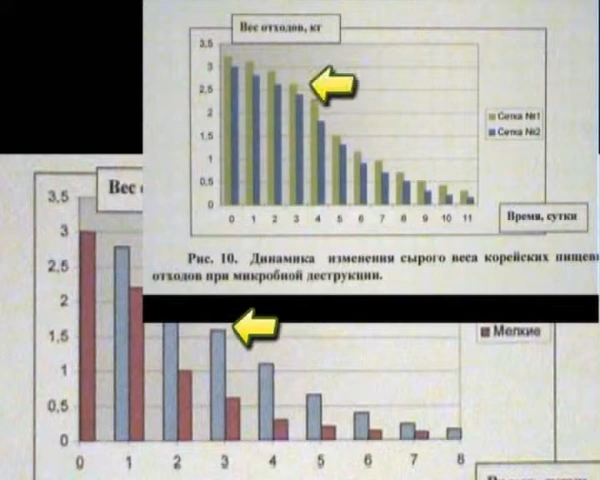 Вес отходов, кг
3,5
3
2,5
2
1,5
1
0,5
0
0 1 2 3 4 5 6 7 8 9 10 11
Сетка №1
Сетка №2
Время, сутки
Рис. 10. Динамика изменения сырого веса корейских пищев
отходов при микробной деструкции.
Вес
3,5
3
2,5
2
1,5
1
0,5
0
0 1 2 3 4 5 6 7 8
Мелкие